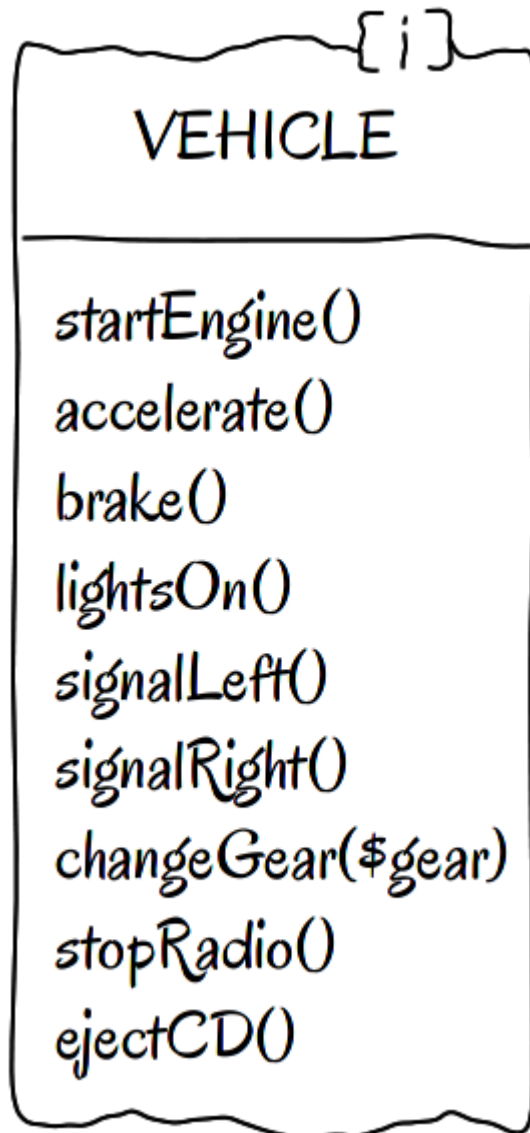 {i}
VEHICLE
startEngine()
accelerate()
brake()
lightsOn()
signalLeft()
signalRight()
changeGear($gear)
stopRadio()
ejectCD()